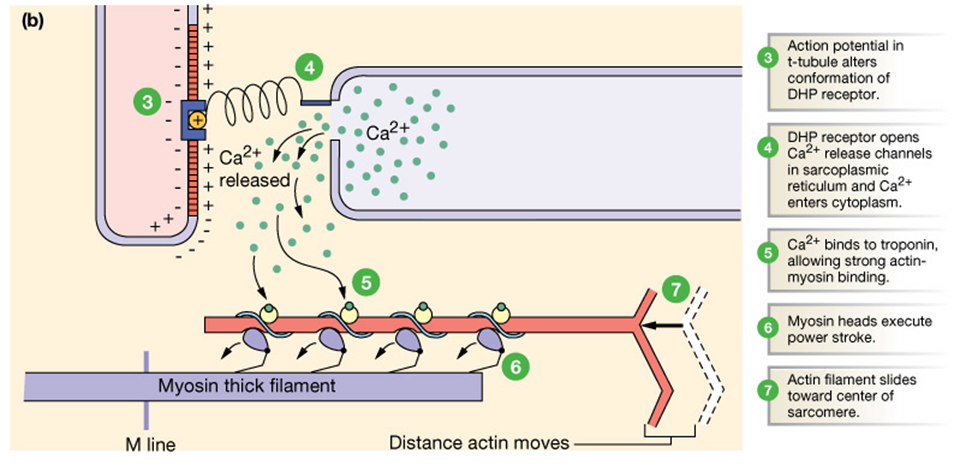 (b)
3
4
Ca2+
Ca2+
released
5
7
6
Myosin thick filament
M line
Distance actin moves
3
Action potential in
t-tubule alters
conformation of
DHP receptor.
4
DHP receptor opens
Ca2+ release channels
in sarcoplasmic
reticulum and Ca2+
enters cytoplasm.
5
Ca2+ binds to troponin,
allowing strong actin-
myosin binding.
6
Myosin heads execute
power stroke.
7
Actin filament slides
toward center of
sarcomere.